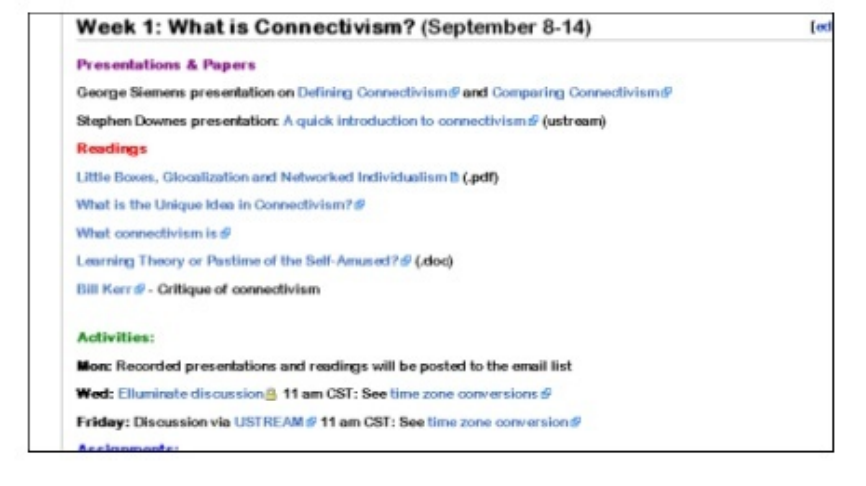 Week 1: What is Connectivism? (September 8-14) [ed
Presentations & Papers
George Siemens presentation on Defining Connectivism and Comparing Connectivism
Stephen Downes presentation: A quick introduction to connectivism (ustream)
Readings
Little Boxes, Glocalization and Networked Individualism (.pdf)
What is the Unique Idea in Connectivism?
What connectivism is
Learning Theory or Pastime of the Self-Amused? (.doc)
Bill Kerr - Critique of connectivism
Activities:
Mon: Recorded presentations and readings will be posted to the email list
Wed: Elluminate discussion 11 am CST: See time zone conversions
Friday: Discussion via USTREAM 11 am CST: See time zone conversion
Assignments: